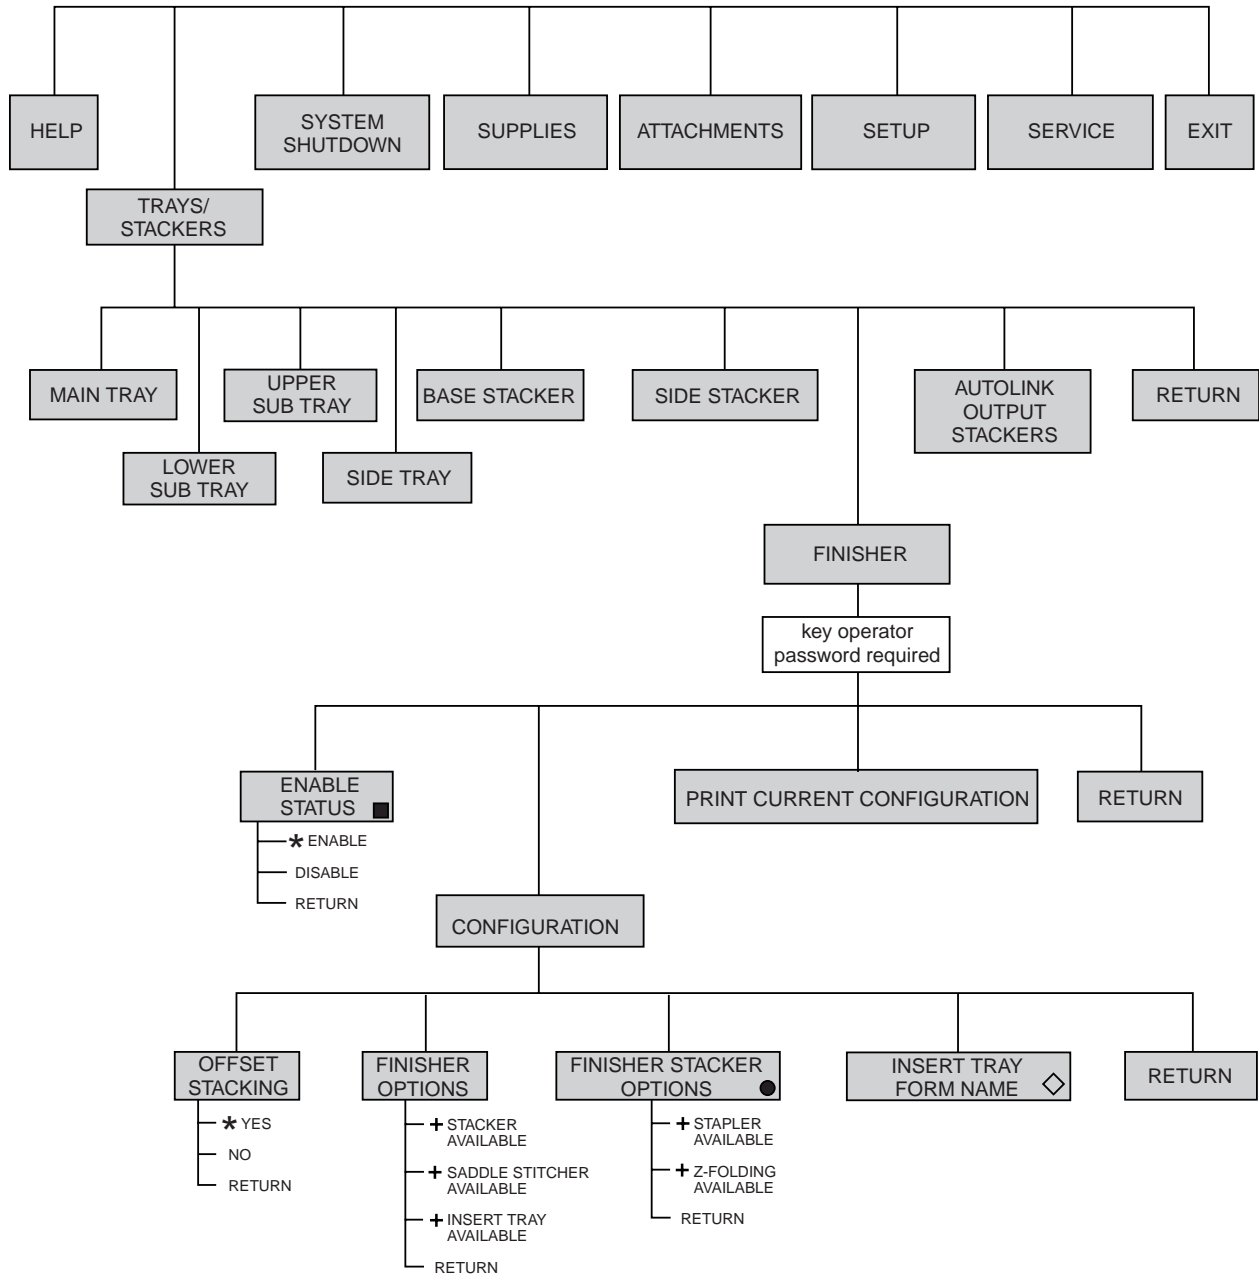 HELP
SYSTEM
SHUTDOWN
SUPPLIES
ATTACHMENTS
SETUP
SERVICE
EXIT
TRAYS/
STACKERS
MAIN TRAY
UPPER
SUB TRAY
BASE STACKER
SIDE STACKER
AUTOLINK
OUTPUT
STACKERS
RETURN
LOWER
SUB TRAY
SIDE TRAY
FINISHER
key operator
password required
ENABLE
STATUS
* ENABLE
DISABLE
RETURN
PRINT CURRENT CONFIGURATION
RETURN
CONFIGURATION
OFFSET
STACKING
* YES
NO
RETURN
FINISHER
OPTIONS
+ STACKER
AVAILABLE
+ SADDLE STITCHER
AVAILABLE
+ INSERT TRAY
AVAILABLE
RETURN
FINISHER STACKER
OPTIONS
+ STAPLER
AVAILABLE
+ Z-FOLDING
AVAILABLE
RETURN
INSERT TRAY
FORM NAME
RETURN